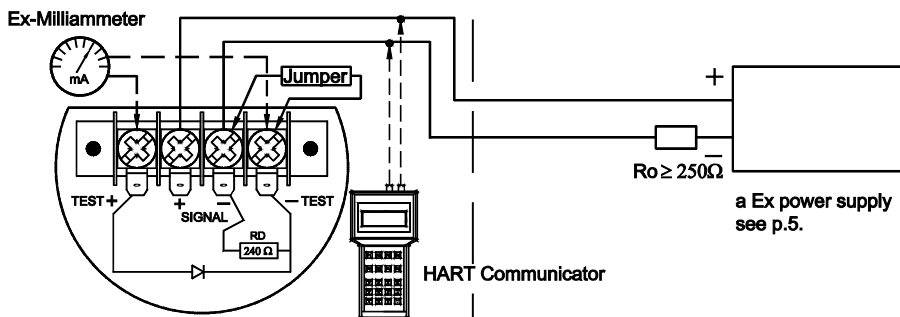 Ex-Milliammeter
mA
Jumper
+
−
Ro ≥ 250Ω
a Ex power supply
see p.5.
TEST +
+
−
− TEST
SIGNAL
RD
240 Ω
HART Communicator